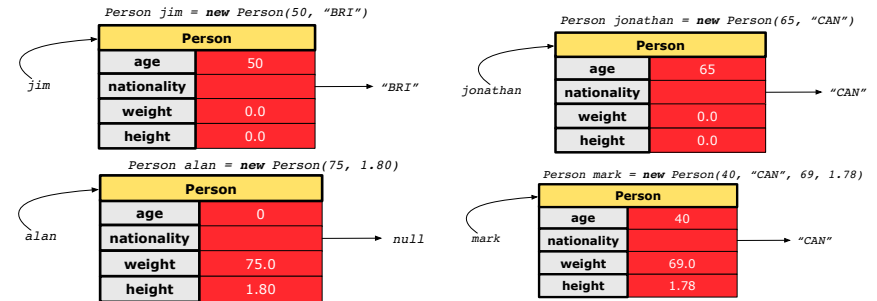 Person jim = new Person(50, “BRI”)
Person
age 50
jim
nationality “BRI”
weight 0.0
height 0.0
Person jonathan = new Person(65, “CAN”)
Person
age 65
jonathan
nationality “CAN”
weight 0.0
height 0.0
Person alan = new Person(75, 1.80)
Person
age 0
alan
nationality null
weight 75.0
height 1.80
Person mark = new Person(40, “CAN”, 69, 1.78)
Person
age 40
mark
nationality “CAN”
weight 69.0
height 1.78